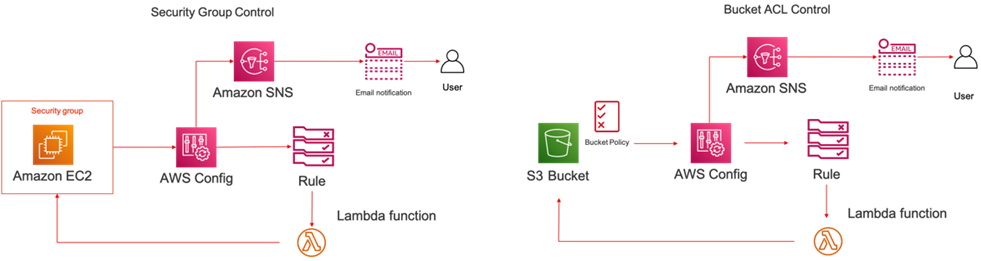 Security Group Control
EMAIL
Amazon SNS
Email notification
User
Security group
Amazon EC2
AWS Config
Rule
Lambda function
Bucket ACL Control
EMAIL
Amazon SNS
Email notification
User
Bucket Policy
S3 Bucket
AWS Config
Rule
Lambda function